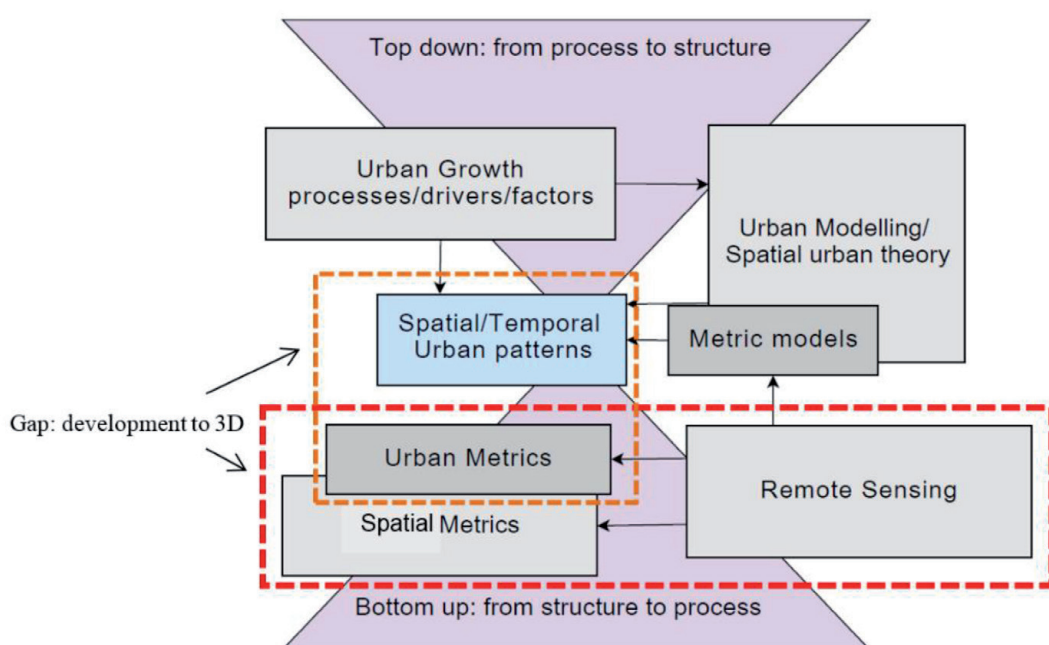 Top down: from process to structure
Urban Growth
processes/drivers/factors
Urban Modelling/
Spatial urban theory
Spatial/Temporal
Urban patterns
Metric models
Gap: development to 3D
Urban Metrics
Remote Sensing
Spatial Metrics
Bottom up: from structure to process